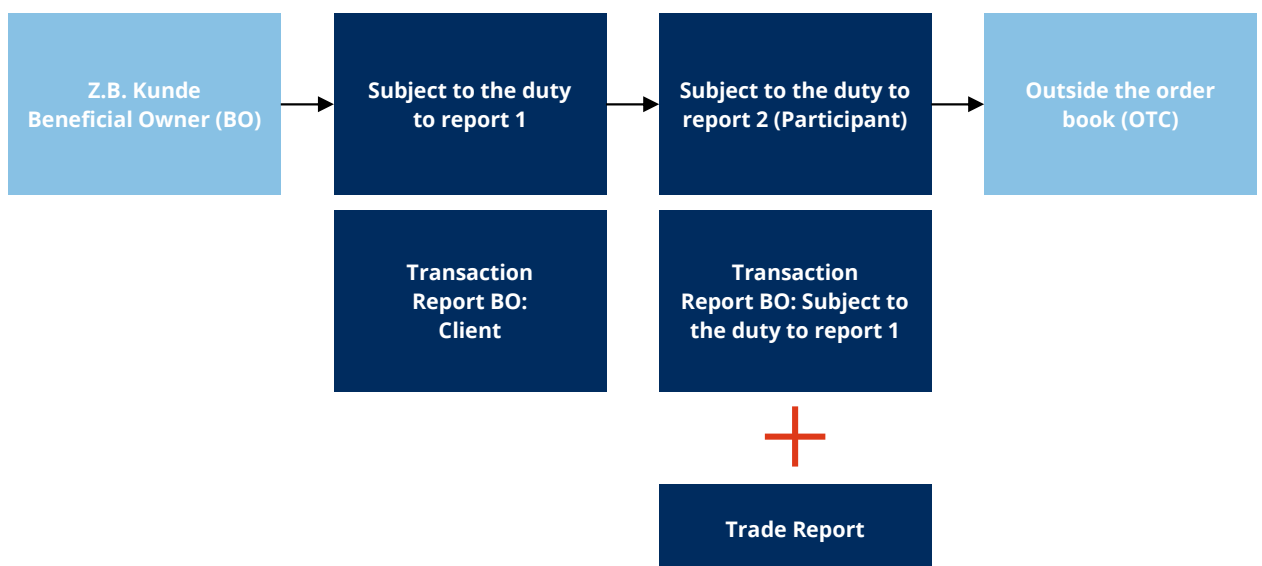 Z.B. Kunde
Beneficial Owner (BO)
Subject to the duty
to report 1
Subject to the duty to
report 2 (Participant)
Outside the order
book (OTC)
Transaction
Report BO:
Client
Transaction
Report BO: Subject to
the duty to report 1
Trade Report